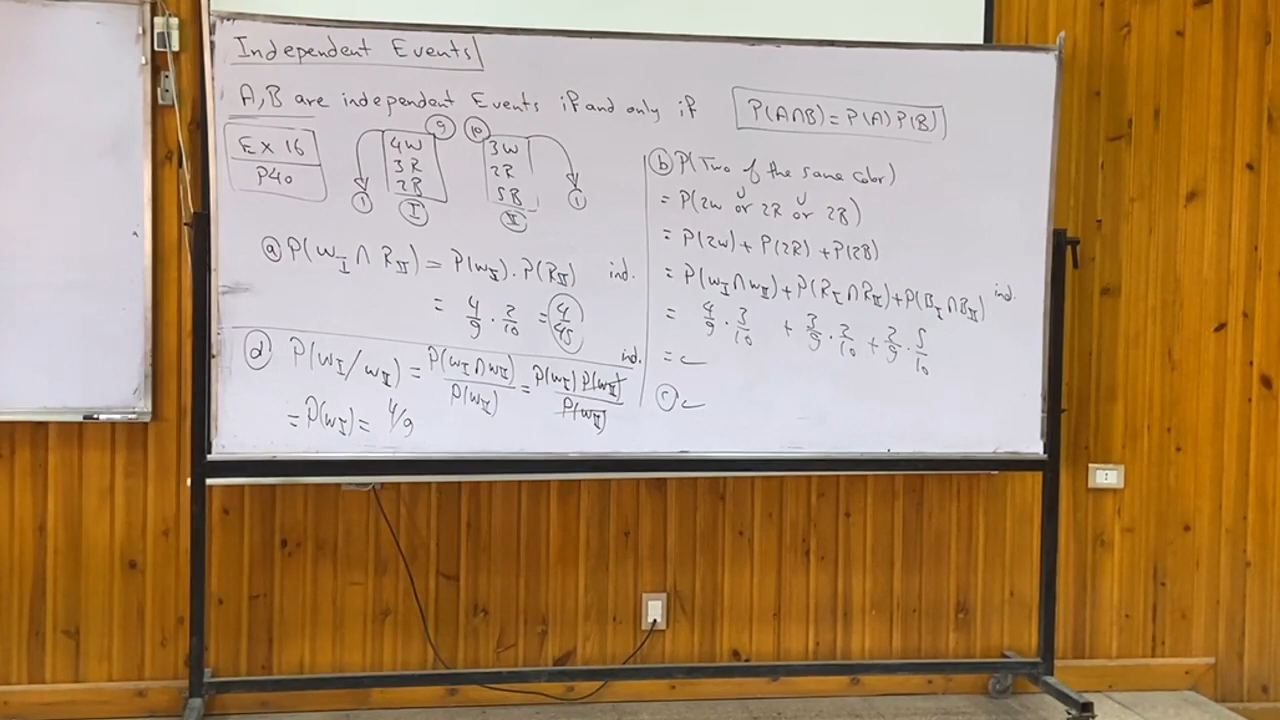 Independent Events
A,B are independent Events if and only if P(A∩B) = P(A) P(B)
Ex 16
P40
9
4W
3R
2B
I
1
10
3W
2R
5B
II
1
a P(W_I ∩ R_II) = P(W_I) . P(R_II) ind.
= 4/9 . 2/10 = 4/45
d P(W_I / W_II) = P(W_I ∩ W_II) / P(W_II) = P(W_I) P(W_II) / P(W_II) ind.
= P(W_I) = 4/9
b P(Two of the same color)
= P(2W or 2R or 2B)
= P(2W) + P(2R) + P(2B)
= P(W_I ∩ W_II) + P(R_I ∩ R_II) + P(B_I ∩ B_II) ind.
= 4/9 . 3/10 + 3/9 . 2/10 + 2/9 . 5/10
=
c